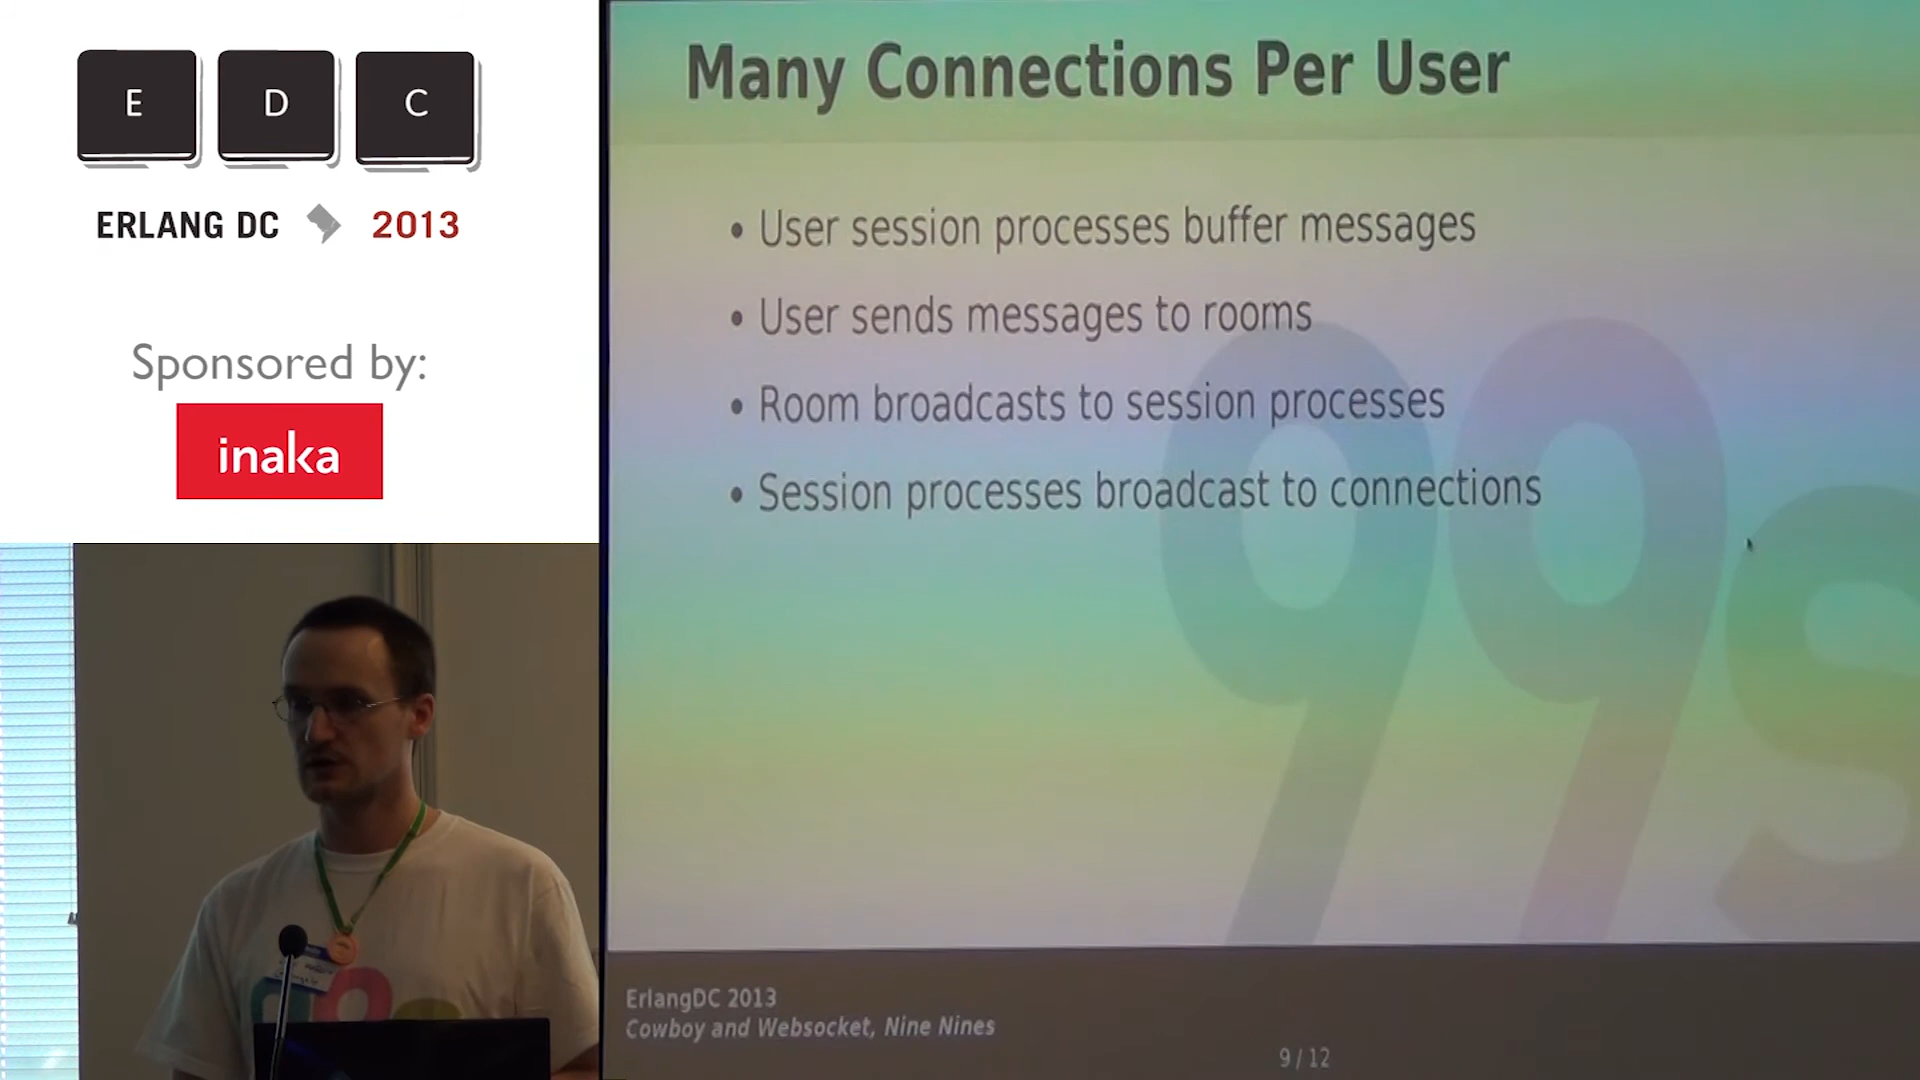 E D C
ERLANG DC 2013
Sponsored by:
inaka
Many Connections Per User
• User session processes buffer messages
• User sends messages to rooms
• Room broadcasts to session processes
• Session processes broadcast to connections
99s
ErlangDC 2013
Cowboy and Websocket, Nine Nines
9 / 12